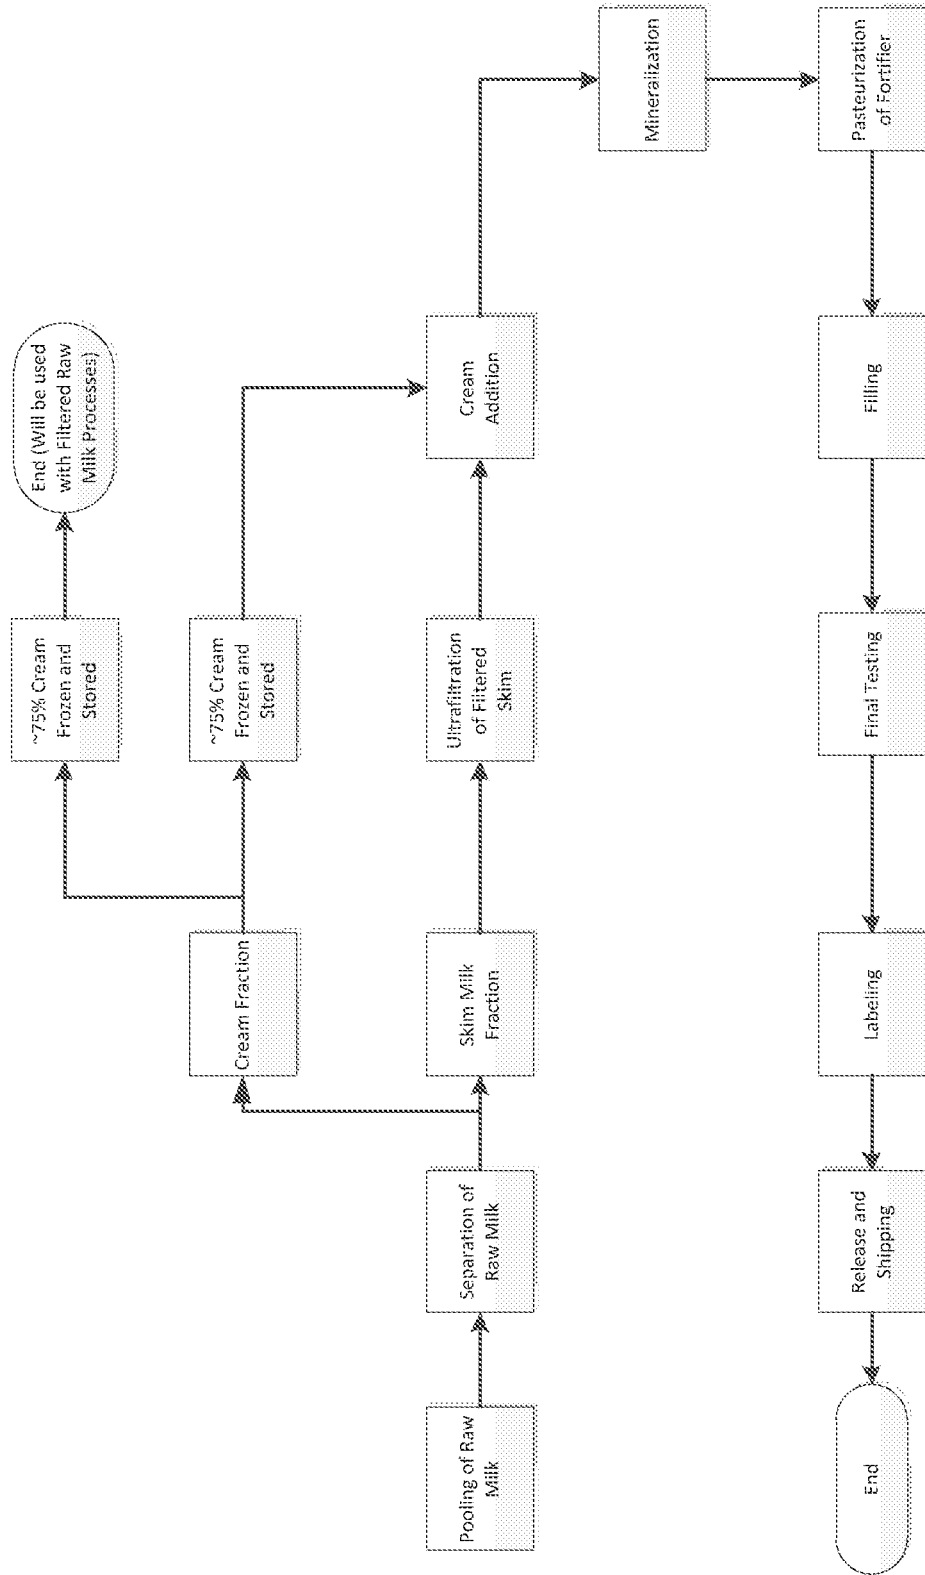 Pooling of Raw
Milk
Separation of
Raw Milk
Cream Fraction
Skim Milk
Fraction
~75% Cream
Frozen and
Stored
~75% Cream
Frozen and
Stored
Ultrafiltration
of Filtered
Skim
End (Will be used
with Filtered Raw
Milk Processes)
Cream
Addition
Mineralization
Pasteurization
of Fortifier
Filling
Final Testing
Labeling
Release and
Shipping
End